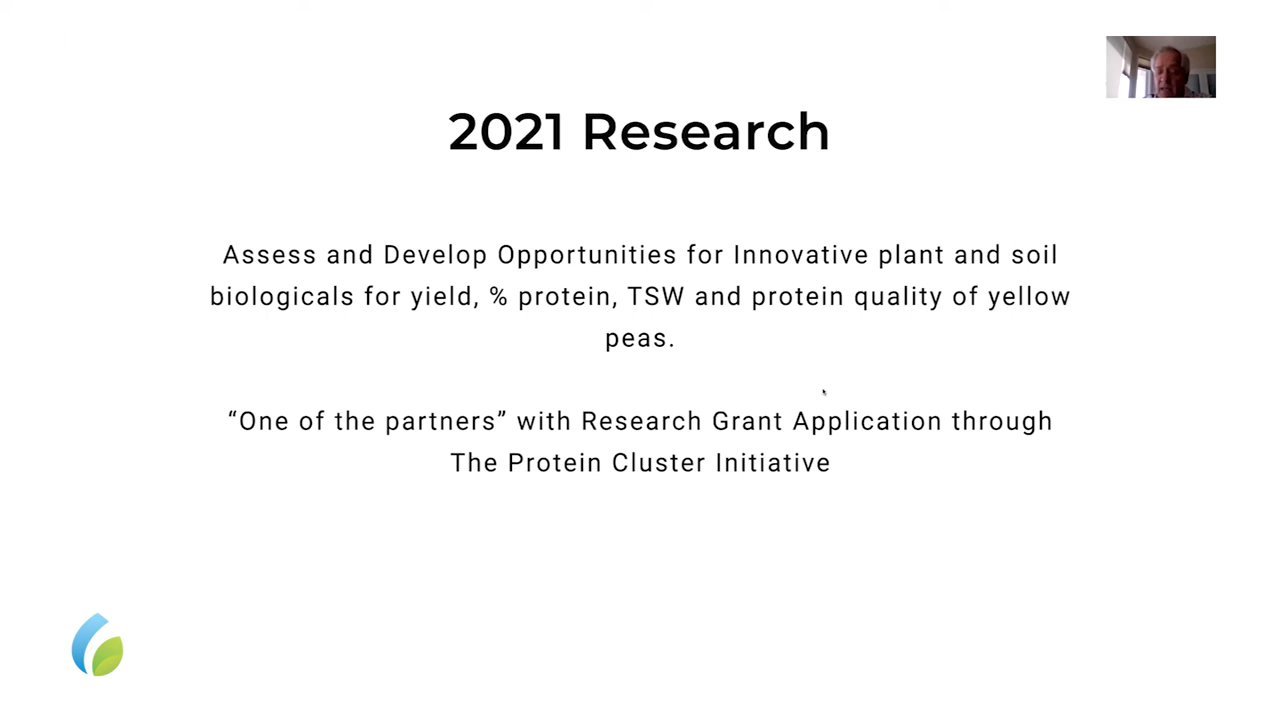 2021 Research
Assess and Develop Opportunities for Innovative plant and soil
biologicals for yield, % protein, TSW and protein quality of yellow
peas.
“One of the partners” with Research Grant Application through
The Protein Cluster Initiative